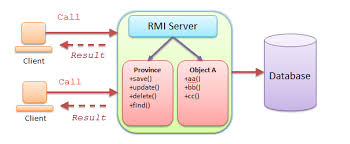 Call
RMI Server
Result
Client
Call
Result
Client
Province
+save()
+update()
+delete()
+find()
Object A
+aa()
+bb()
+cc()
Database